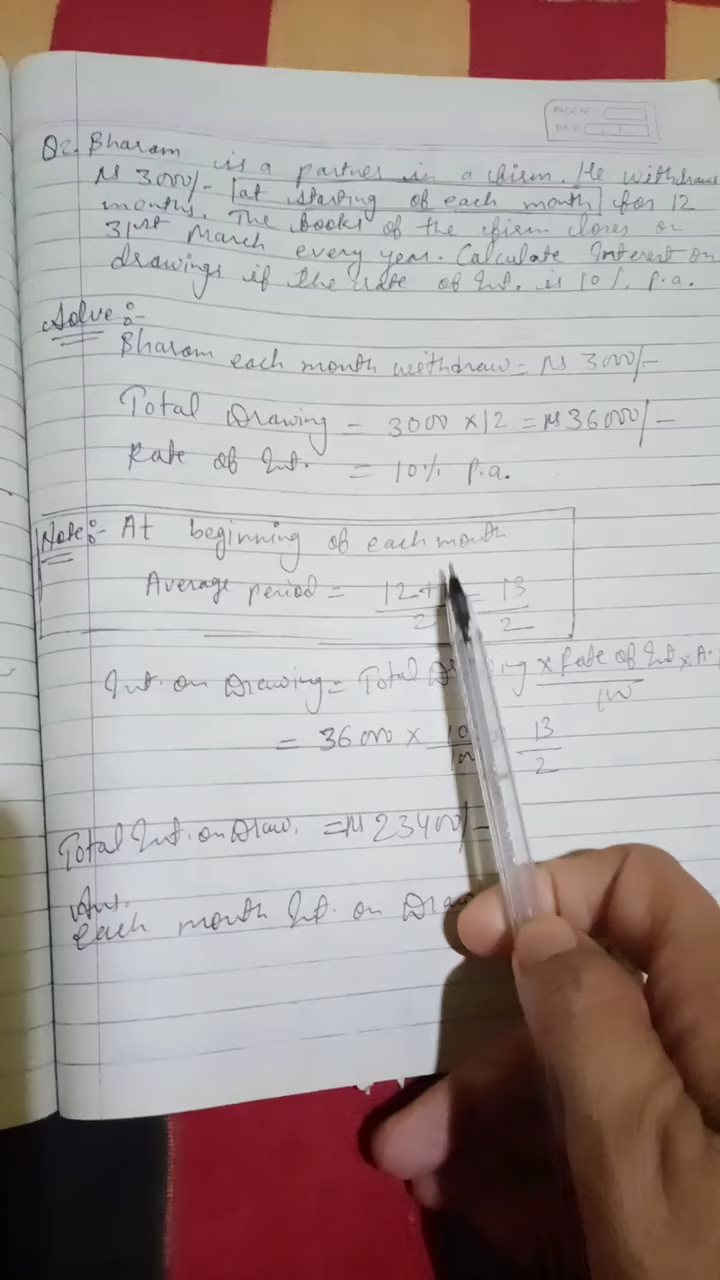 Q2. Bharam is a partner in a firm. He withdraw
Rs 3000/- at starting of each month for 12
months. The books of the firm closes on
31st March every year. Calculate Interest on
drawings if the rate of Int. is 10% p.a.
Solve:-
Bharam each month withdraw = Rs 3000/-
Total Drawing = 3000 × 12 = Rs 36000/-
Rate of Int. = 10% p.a.
Note:- At beginning of each month
Average period = 12+ = 13
2 2
Int. on Drawing = Total × Rate of Int × A.
100
= 36000 × 10 13
100 2
Total Int. on Draw. = Rs 23400/-
Ans.
each month Int. on Draw